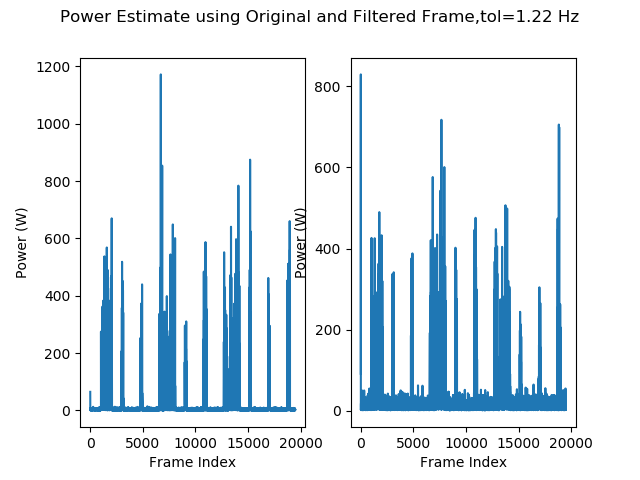 Power Estimate using Original and Filtered Frame,tol=1.22 Hz
1200
1000
800
600
400
200
0
Power (W)
0 5000 10000 15000 20000
Frame Index
800
600
400
200
0
Power (W)
0 5000 10000 15000 20000
Frame Index